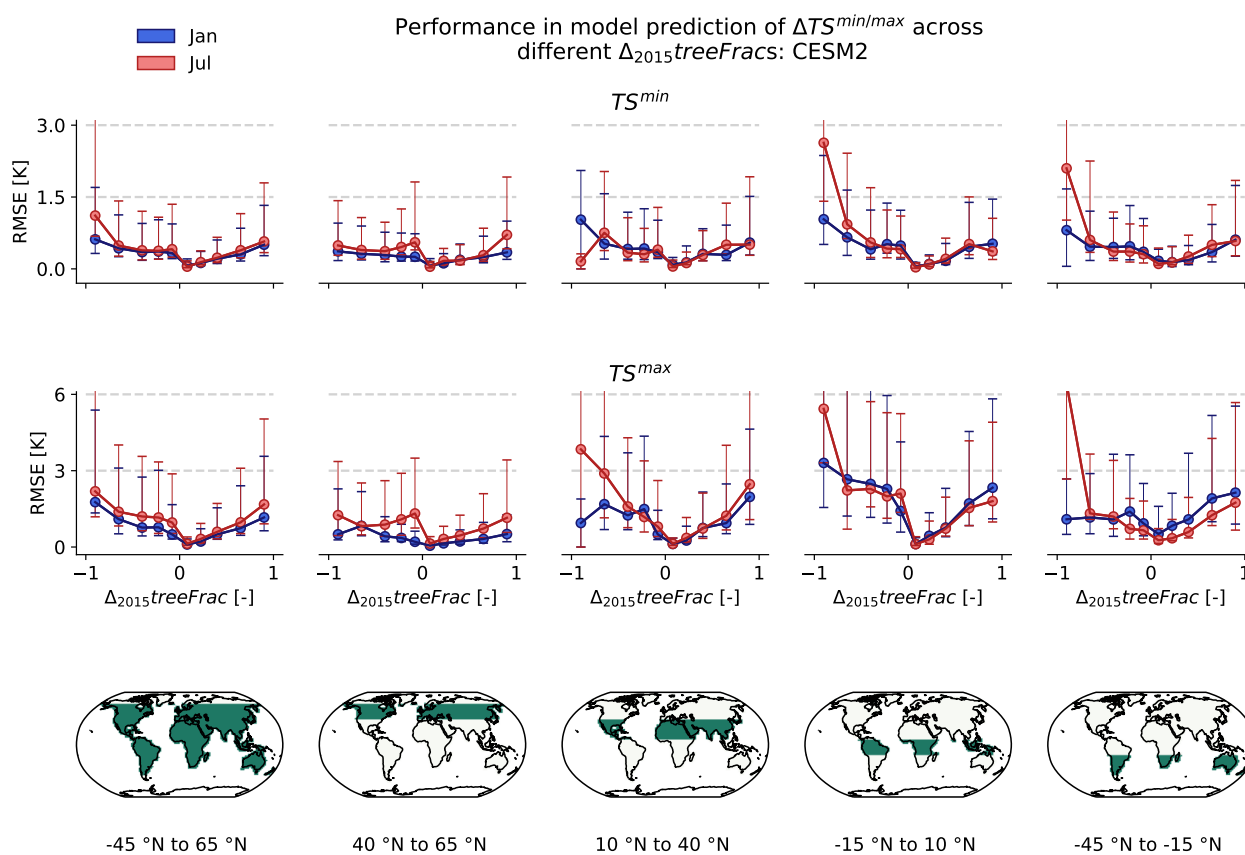 Jan
Jul
Performance in model prediction of ΔTS^min/max across
different Δ₂₀₁₅treeFracs: CESM2
TS^min
RMSE [K]
3.0
1.5
0.0
TS^max
RMSE [K]
6
3
0
−1 0 1 −1 0 1 −1 0 1 −1 0 1 −1 0 1
Δ₂₀₁₅treeFrac [-] Δ₂₀₁₅treeFrac [-] Δ₂₀₁₅treeFrac [-] Δ₂₀₁₅treeFrac [-] Δ₂₀₁₅treeFrac [-]
-45 °N to 65 °N 40 °N to 65 °N 10 °N to 40 °N -15 °N to 10 °N -45 °N to -15 °N